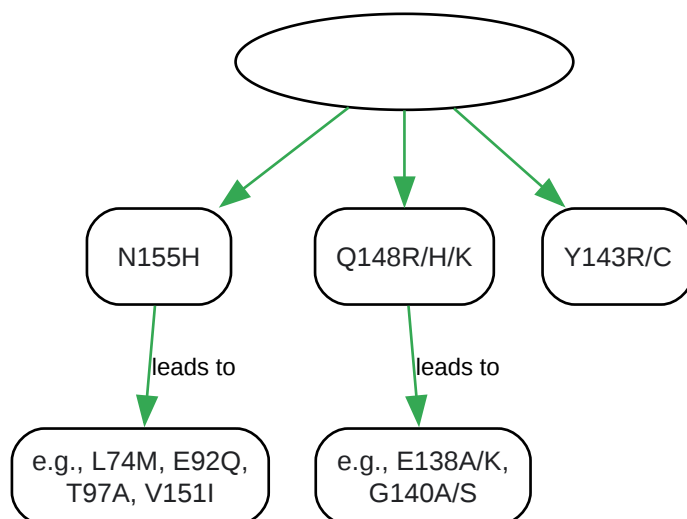 N155H
Q148R/H/K
Y143R/C
leads to
leads to
e.g., L74M, E92Q,
T97A, V151I
e.g., E138A/K,
G140A/S